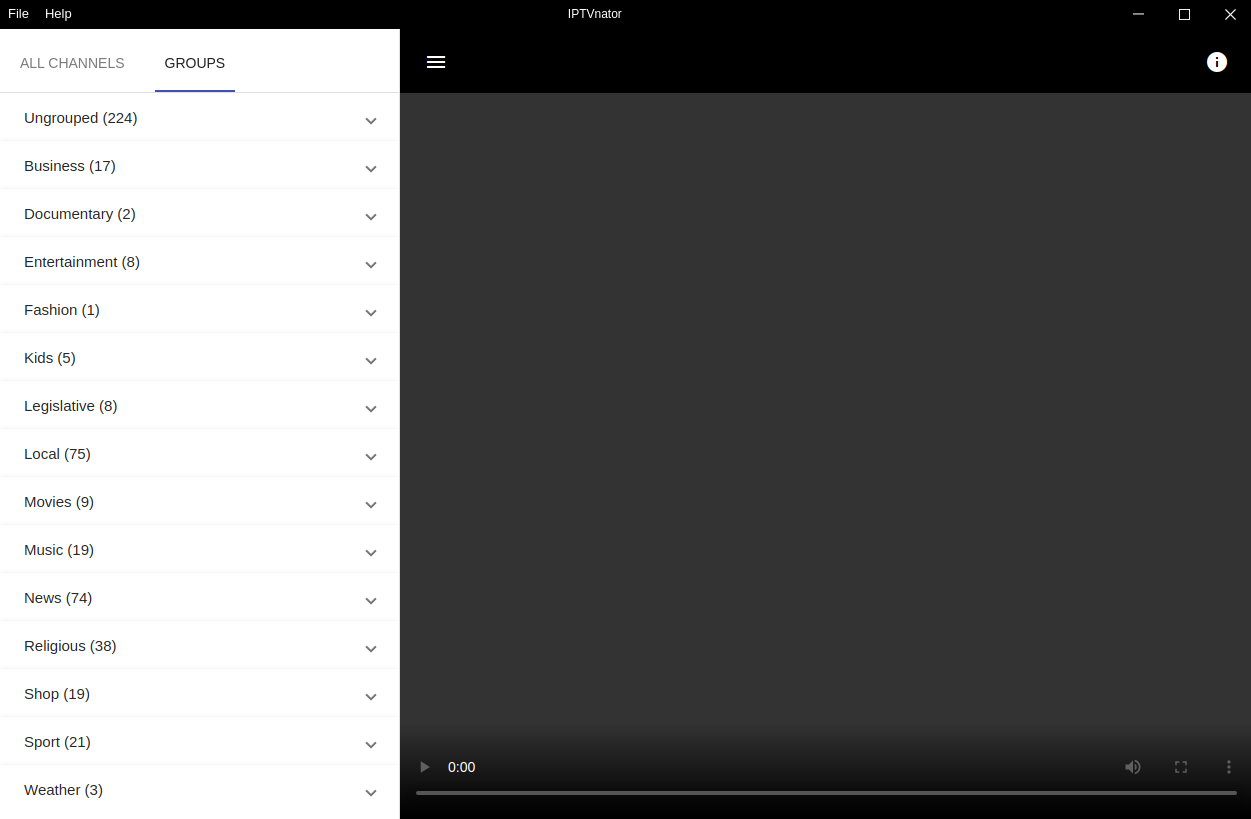 File Help IPTVnator
ALL CHANNELS GROUPS
Ungrouped (224)
Business (17)
Documentary (2)
Entertainment (8)
Fashion (1)
Kids (5)
Legislative (8)
Local (75)
Movies (9)
Music (19)
News (74)
Religious (38)
Shop (19)
Sport (21)
Weather (3)
0:00